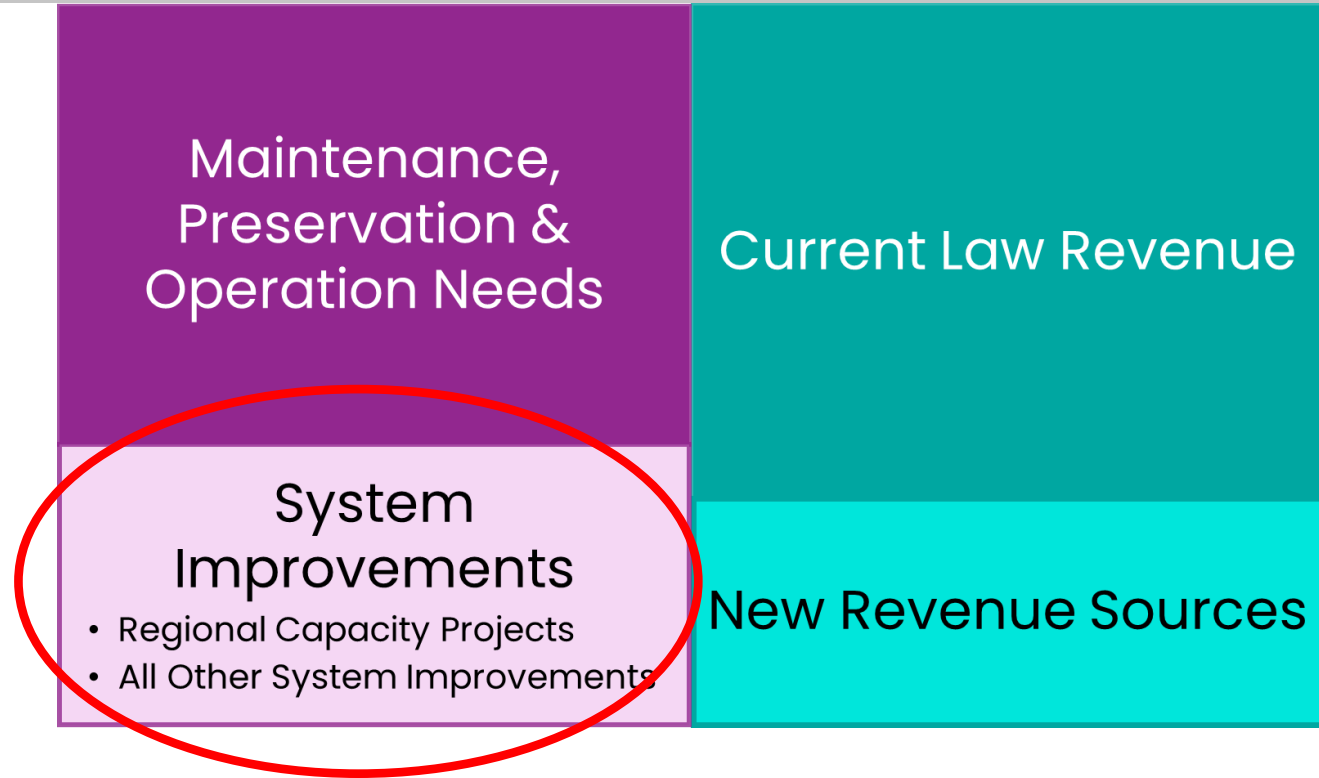 Maintenance,
Preservation &
Operation Needs
System
Improvements
• Regional Capacity Projects
• All Other System Improvements
Current Law Revenue
New Revenue Sources